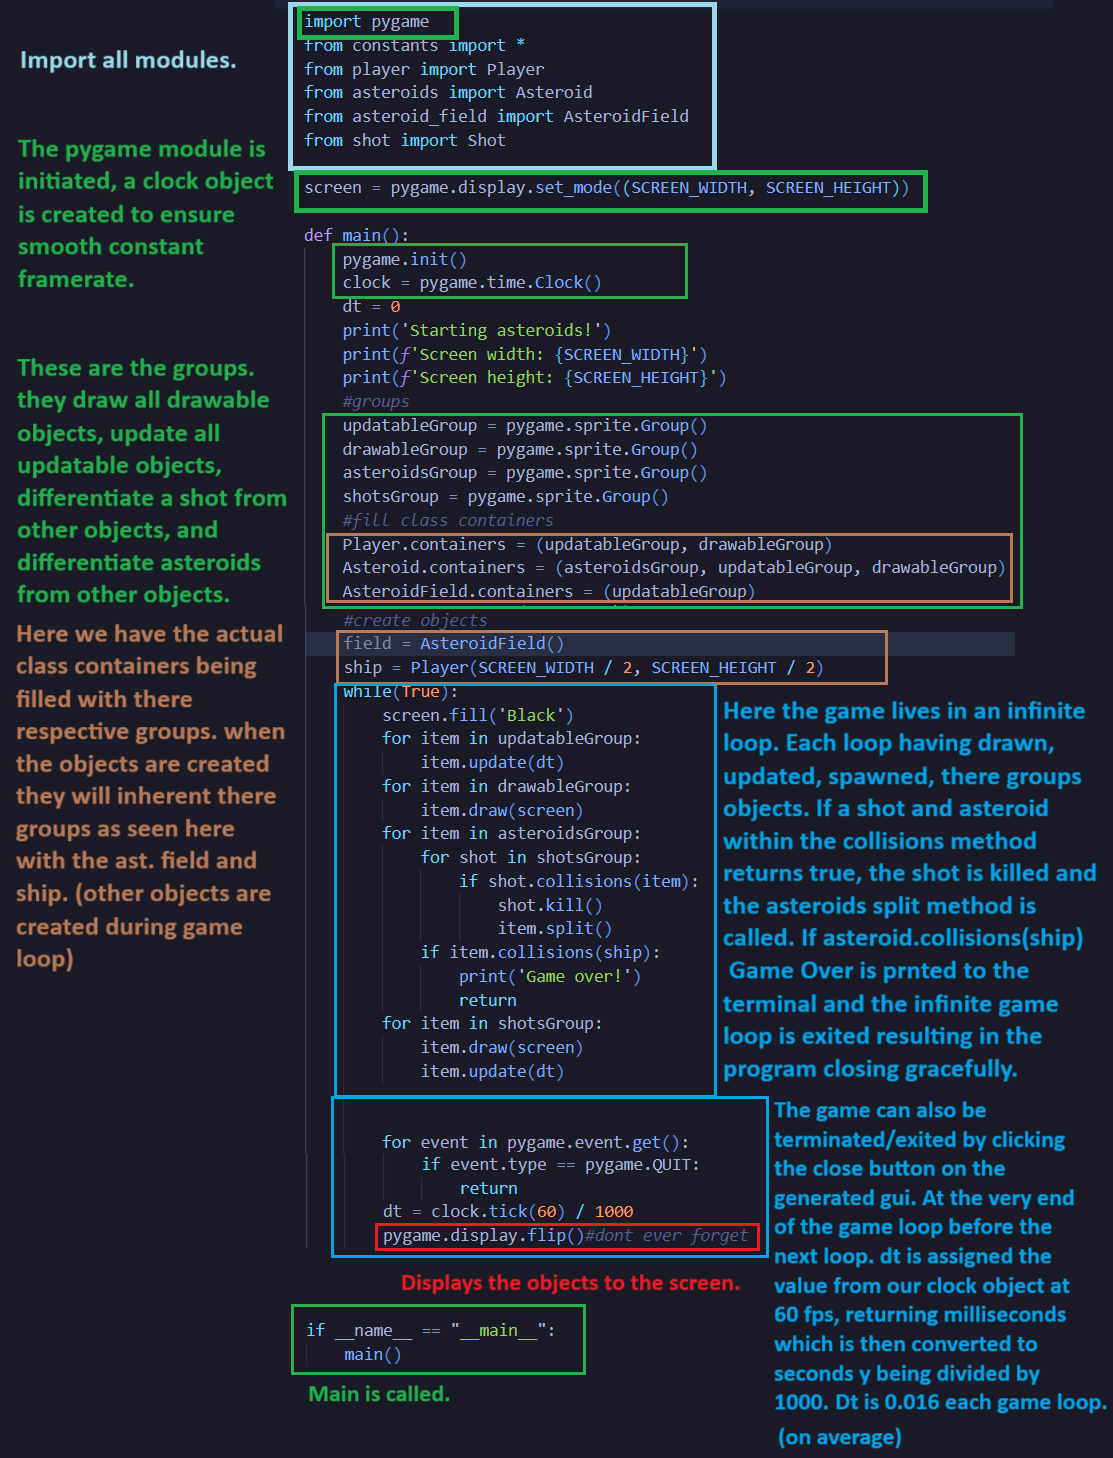 Import all modules.
The pygame module is
initiated, a clock object
is created to ensure
smooth constant
framerate.
These are the groups.
they draw all drawable
objects, update all
updatable objects,
differentiate a shot from
other objects, and
differentiate asteroids
from other objects.
Here we have the actual
class containers being
filled with there
respective groups. when
the objects are created
they will inherent there
groups as seen here
with the ast. field and
ship. (other objects are
created during game
loop)
import pygame
from constants import *
from player import Player
from asteroids import Asteroid
from asteroid_field import AsteroidField
from shot import Shot
screen = pygame.display.set_mode((SCREEN_WIDTH, SCREEN_HEIGHT))
def main():
pygame.init()
clock = pygame.time.Clock()
dt = 0
print('Starting asteroids!')
print(f'Screen width: {SCREEN_WIDTH}')
print(f'Screen height: {SCREEN_HEIGHT}')
#groups
updatableGroup = pygame.sprite.Group()
drawableGroup = pygame.sprite.Group()
asteroidsGroup = pygame.sprite.Group()
shotsGroup = pygame.sprite.Group()
#fill class containers
Player.containers = (updatableGroup, drawableGroup)
Asteroid.containers = (asteroidsGroup, updatableGroup, drawableGroup)
AsteroidField.containers = (updatableGroup)
#create objects
field = AsteroidField()
ship = Player(SCREEN_WIDTH / 2, SCREEN_HEIGHT / 2)
while(True):
screen.fill('Black')
for item in updatableGroup:
item.update(dt)
for item in drawableGroup:
item.draw(screen)
for item in asteroidsGroup:
for shot in shotsGroup:
if shot.collisions(item):
shot.kill()
item.split()
if item.collisions(ship):
print('Game over!')
return
for item in shotsGroup:
item.draw(screen)
item.update(dt)
for event in pygame.event.get():
if event.type == pygame.QUIT:
return
dt = clock.tick(60) / 1000
pygame.display.flip()#dont ever forget
Displays the objects to the screen.
if __name__ == "__main__":
main()
Main is called.
Here the game lives in an infinite
loop. Each loop having drawn,
updated, spawned, there groups
objects. If a shot and asteroid
within the collisions method
returns true, the shot is killed and
the asteroids split method is
called. If asteroid.collisions(ship)
Game Over is prnted to the
terminal and the infinite game
loop is exited resulting in the
program closing gracefully.
The game can also be
terminated/exited by clicking
the close button on the
generated gui. At the very end
of the game loop before the
next loop. dt is assigned the
value from our clock object at
60 fps, returning milliseconds
which is then converted to
seconds y being divided by
1000. Dt is 0.016 each game loop.
(on average)